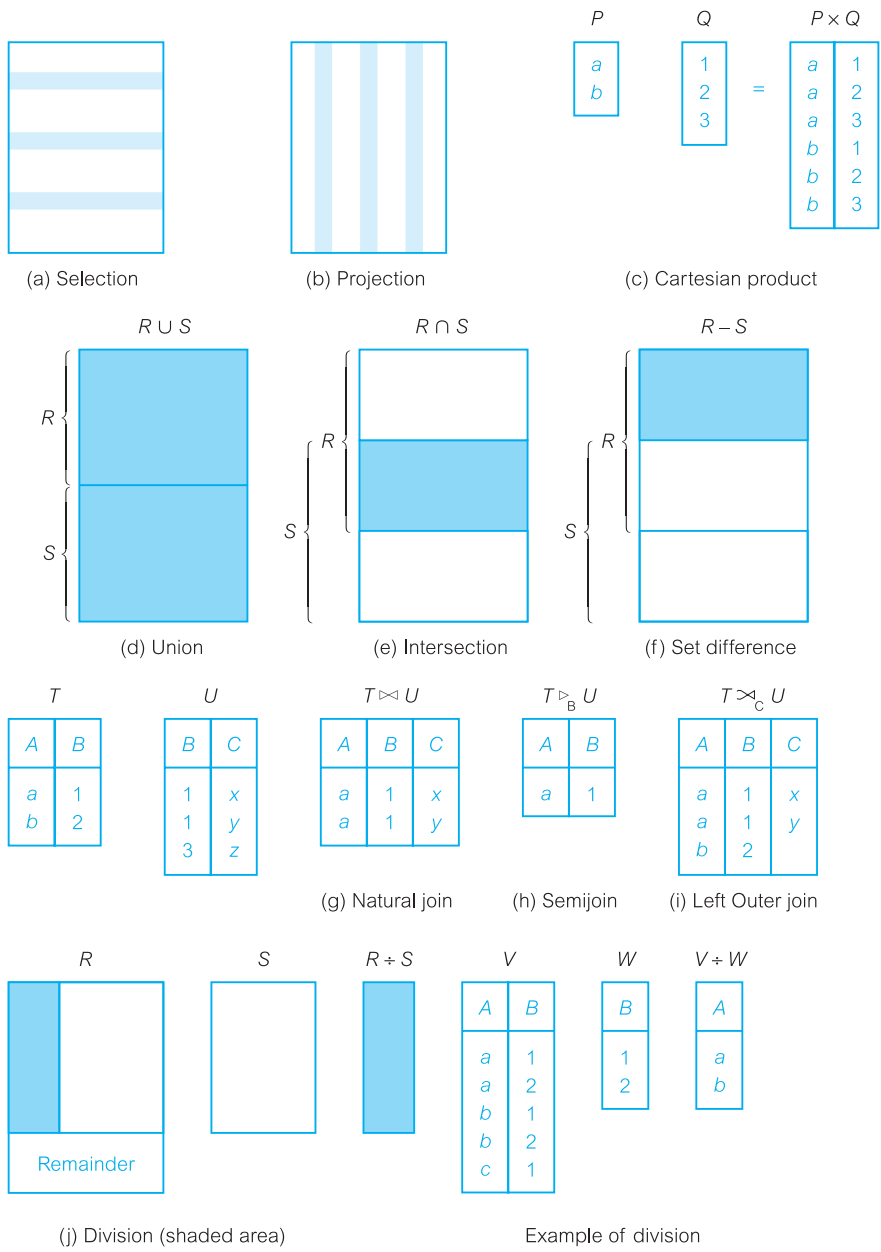 P Q P × Q
a 1 a 1
b 2 = a 2
3 a 3
b 1
b 2
b 3
(a) Selection (b) Projection (c) Cartesian product
R ∪ S R ∩ S R – S
R
S
R
S
R
S
(d) Union (e) Intersection (f) Set difference
T U T ⋈ U T ▷B U T ⟕C U
A B B C A B C A B A B C
a 1 1 x a 1 x a 1 a 1 x
b 2 1 y a 1 y a 1 y
3 z b 2
(g) Natural join (h) Semijoin (i) Left Outer join
R S R ÷ S V W V ÷ W
A B B A
a 1 1 a
a 2 2 b
b 1
b 2
c 1
Remainder
(j) Division (shaded area) Example of division